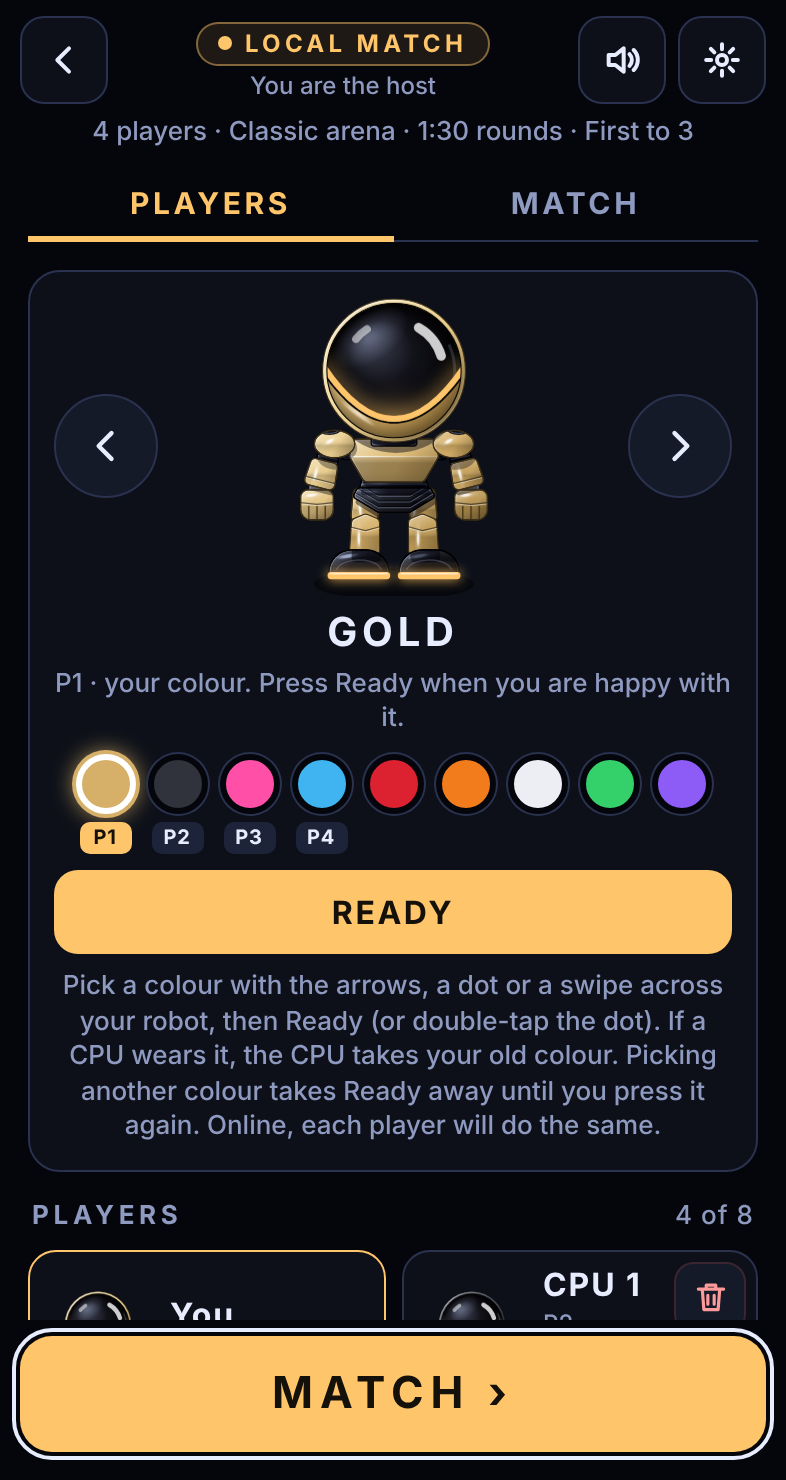 LOCAL MATCH
You are the host
4 players · Classic arena · 1:30 rounds · First to 3
PLAYERS
MATCH
GOLD
P1 · your colour. Press Ready when you are happy with
it.
P1 P2 P3 P4
READY
Pick a colour with the arrows, a dot or a swipe across
your robot, then Ready (or double-tap the dot). If a
CPU wears it, the CPU takes your old colour. Picking
another colour takes Ready away until you press it
again. Online, each player will do the same.
PLAYERS
4 of 8
You
CPU 1
P2
MATCH ›